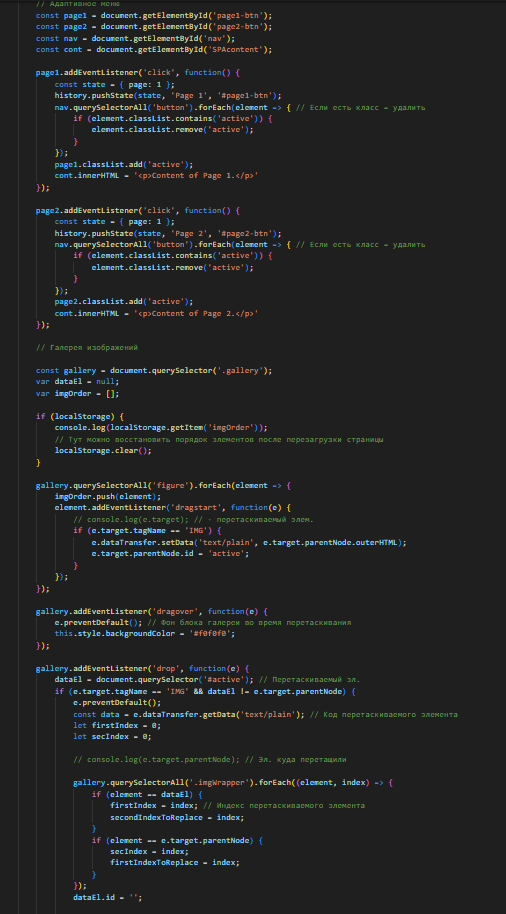 // Адаптивное меню
const page1 = document.getElementById('page1-btn');
const page2 = document.getElementById('page2-btn');
const nav = document.getElementById('nav');
const cont = document.getElementById('SPAcontent');

page1.addEventListener('click', function() {
    const state = { page: 1 };
    history.pushState(state, 'Page 1', '#page1-btn');
    nav.querySelectorAll('button').forEach(element => { // Если есть класс = удалить
        if (element.classList.contains('active')) {
            element.classList.remove('active');
        }
    });
    page1.classList.add('active');
    cont.innerHTML = '<p>Content of Page 1.</p>'
});

page2.addEventListener('click', function() {
    const state = { page: 1 };
    history.pushState(state, 'Page 2', '#page2-btn');
    nav.querySelectorAll('button').forEach(element => { // Если есть класс = удалить
        if (element.classList.contains('active')) {
            element.classList.remove('active');
        }
    });
    page2.classList.add('active');
    cont.innerHTML = '<p>Content of Page 2.</p>'
});

// Галерея изображений

const gallery = document.querySelector('.gallery');
var dataEl = null;
var imgOrder = [];

if (localStorage) {
    console.log(localStorage.getItem('imgOrder'));
    // Тут можно восстановить порядок элементов после перезагрузки страницы
    localStorage.clear();
}

gallery.querySelectorAll('figure').forEach(element => {
    imgOrder.push(element);
    element.addEventListener('dragstart', function(e) {
        // console.log(e.target); // - перетаскиваемый элем.
        if (e.target.tagName == 'IMG') {
            e.dataTransfer.setData('text/plain', e.target.parentNode.outerHTML);
            e.target.parentNode.id = 'active';
        }
    });
});

gallery.addEventListener('dragover', function(e) {
    e.preventDefault(); // Фон блока галереи во время перетаскивания
    this.style.backgroundColor = '#f0f0f0';
});

gallery.addEventListener('drop', function(e) {
    dataEl = document.querySelector('#active'); // Перетаскиваемый эл.
    if (e.target.tagName == 'IMG' && dataEl != e.target.parentNode) {
        e.preventDefault();
        const data = e.dataTransfer.getData('text/plain'); // Код перетаскиваемого элемента
        let firstIndex = 0;
        let secIndex = 0;

        // console.log(e.target.parentNode); // Эл. куда перетащили

        gallery.querySelectorAll('.imgWrapper').forEach((element, index) => {
            if (element == dataEl) {
                firstIndex = index; // Индекс перетаскиваемого элемента
                secondIndexToReplace = index;
            }
            if (element == e.target.parentNode) {
                secIndex = index;
                firstIndexToReplace = index;
            }
        });
        dataEl.id = '';